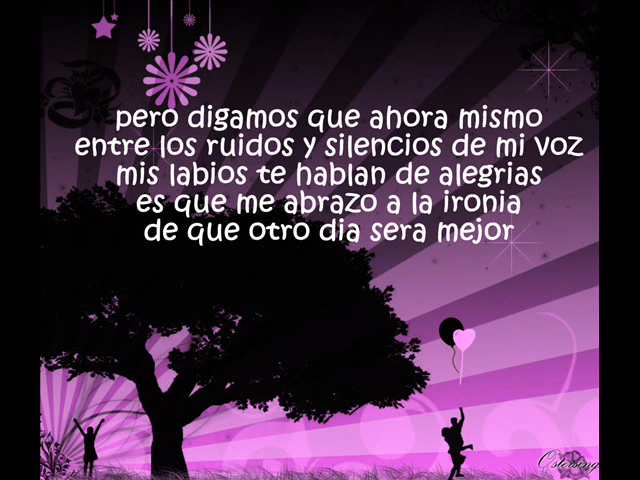 pero digamos que ahora mismo
entre los ruidos y silencios de mi voz
mis labios te hablan de alegrias
es que me abrazo a la ironia
de que otro dia sera mejor